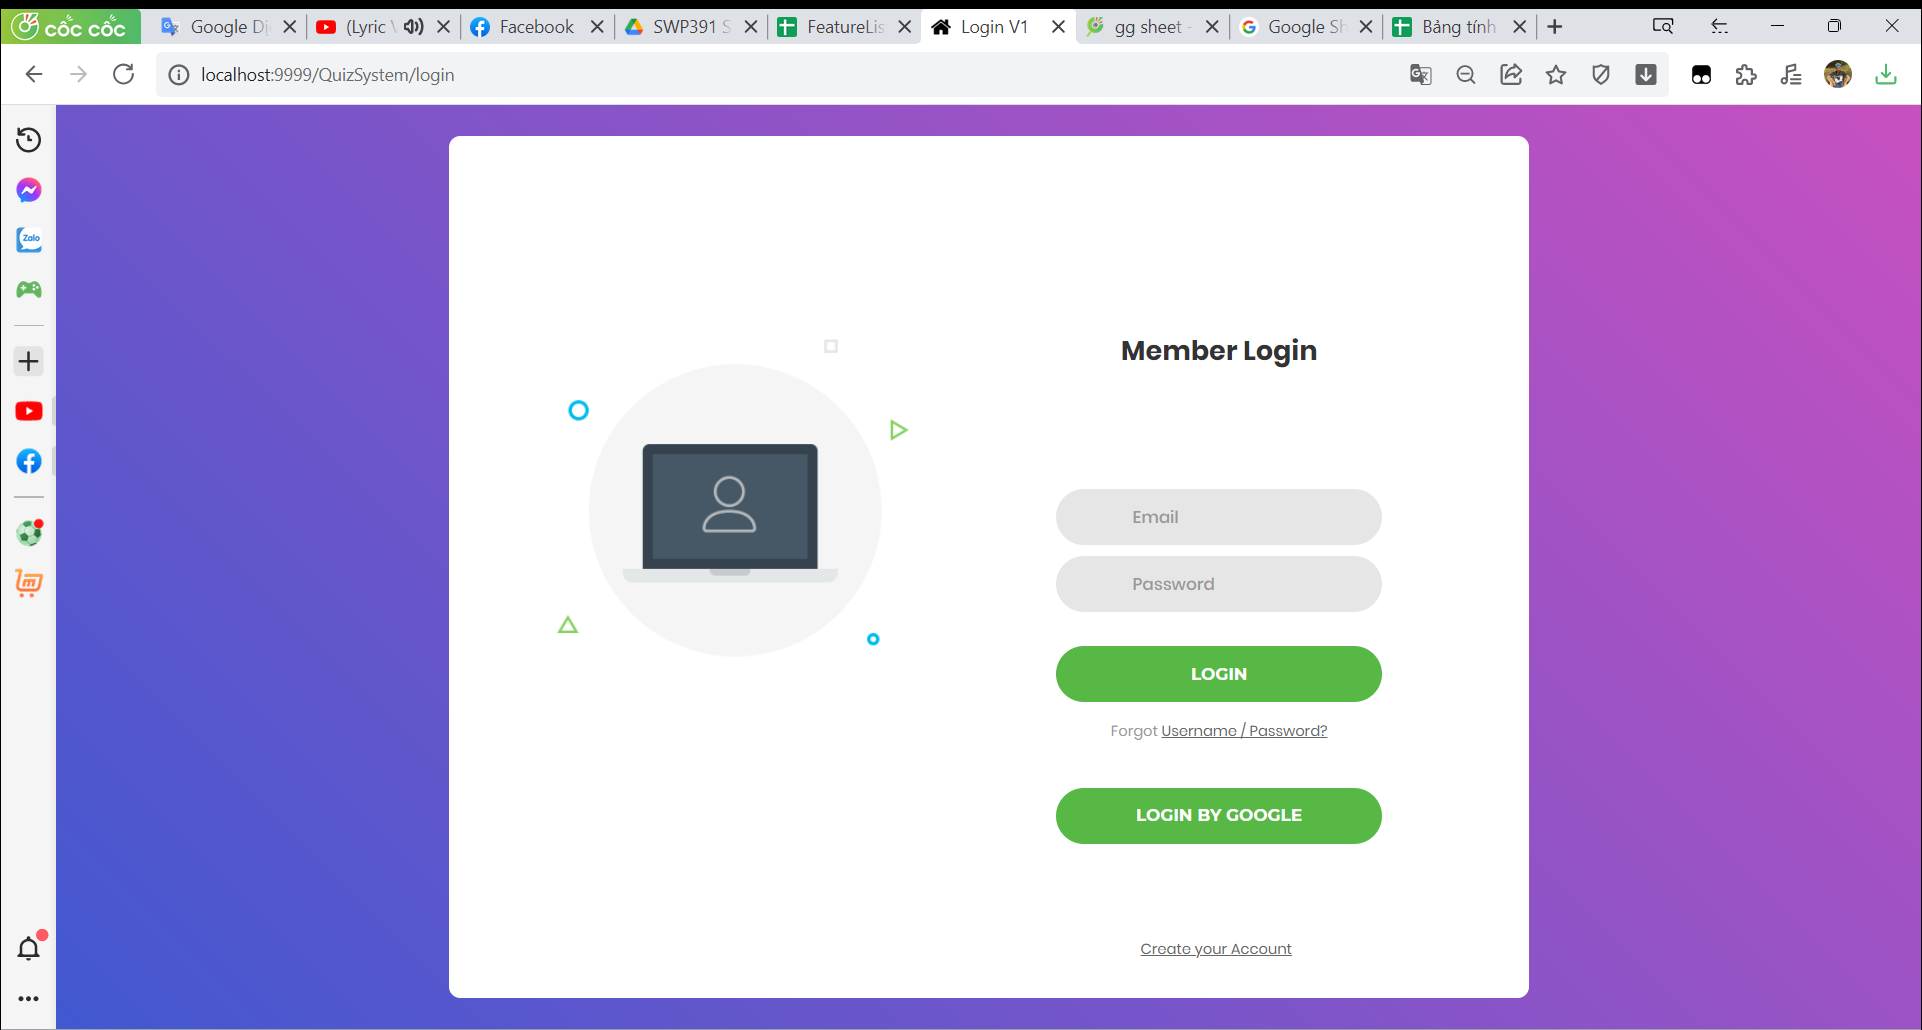 cốc cốc
Google Dị
(Lyric
Facebook
SWP391 S
FeatureLis
Login V1
gg sheet -
Google Sh
Bảng tính
localhost:9999/QuizSystem/login
Zalo
Member Login
Email
Password
LOGIN
Forgot Username / Password?
LOGIN BY GOOGLE
Create your Account